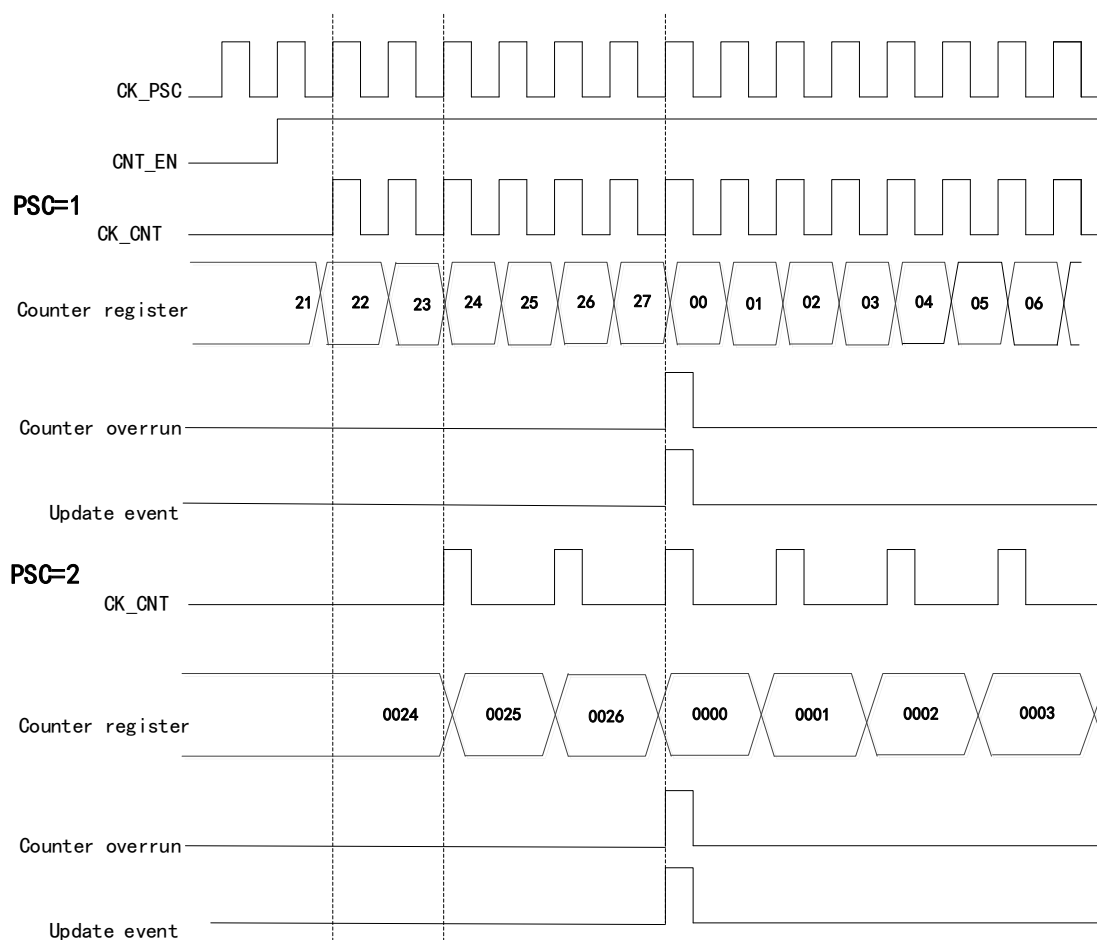 CK_PSC
CNT_EN
PSC=1
CK_CNT
Counter register 21 22 23 24 25 26 27 00 01 02 03 04 05 06
Counter overrun
Update event
PSC=2
CK_CNT
Counter register 0024 0025 0026 0000 0001 0002 0003
Counter overrun
Update event